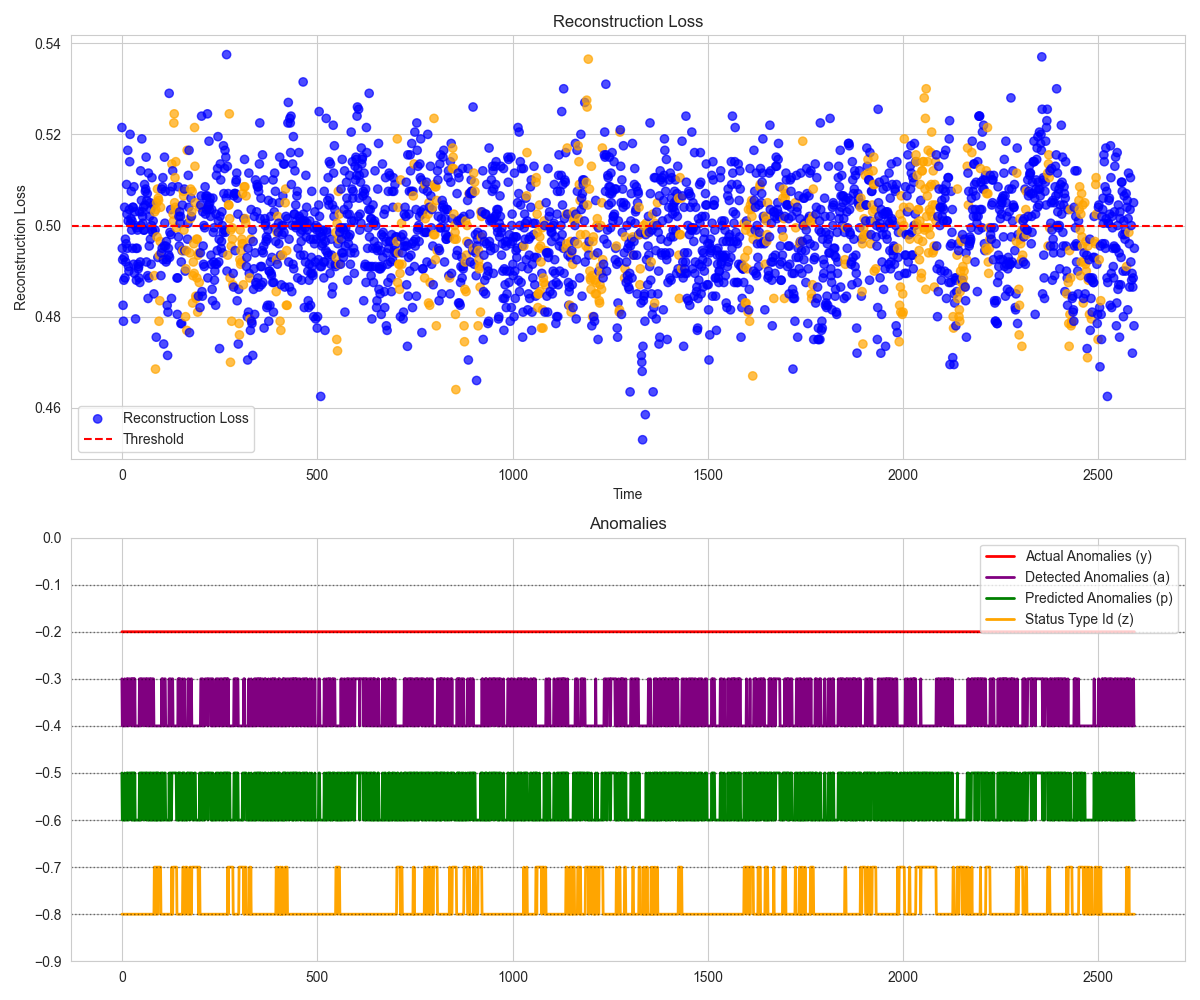 Reconstruction Loss
0.54
0.52
0.50
0.48
0.46
Reconstruction Loss
Reconstruction Loss
Threshold
0 500 1000 1500 2000 2500
Time
Anomalies
0.0
−0.1
−0.2
−0.3
−0.4
−0.5
−0.6
−0.7
−0.8
−0.9
Actual Anomalies (y)
Detected Anomalies (a)
Predicted Anomalies (p)
Status Type Id (z)
0 500 1000 1500 2000 2500